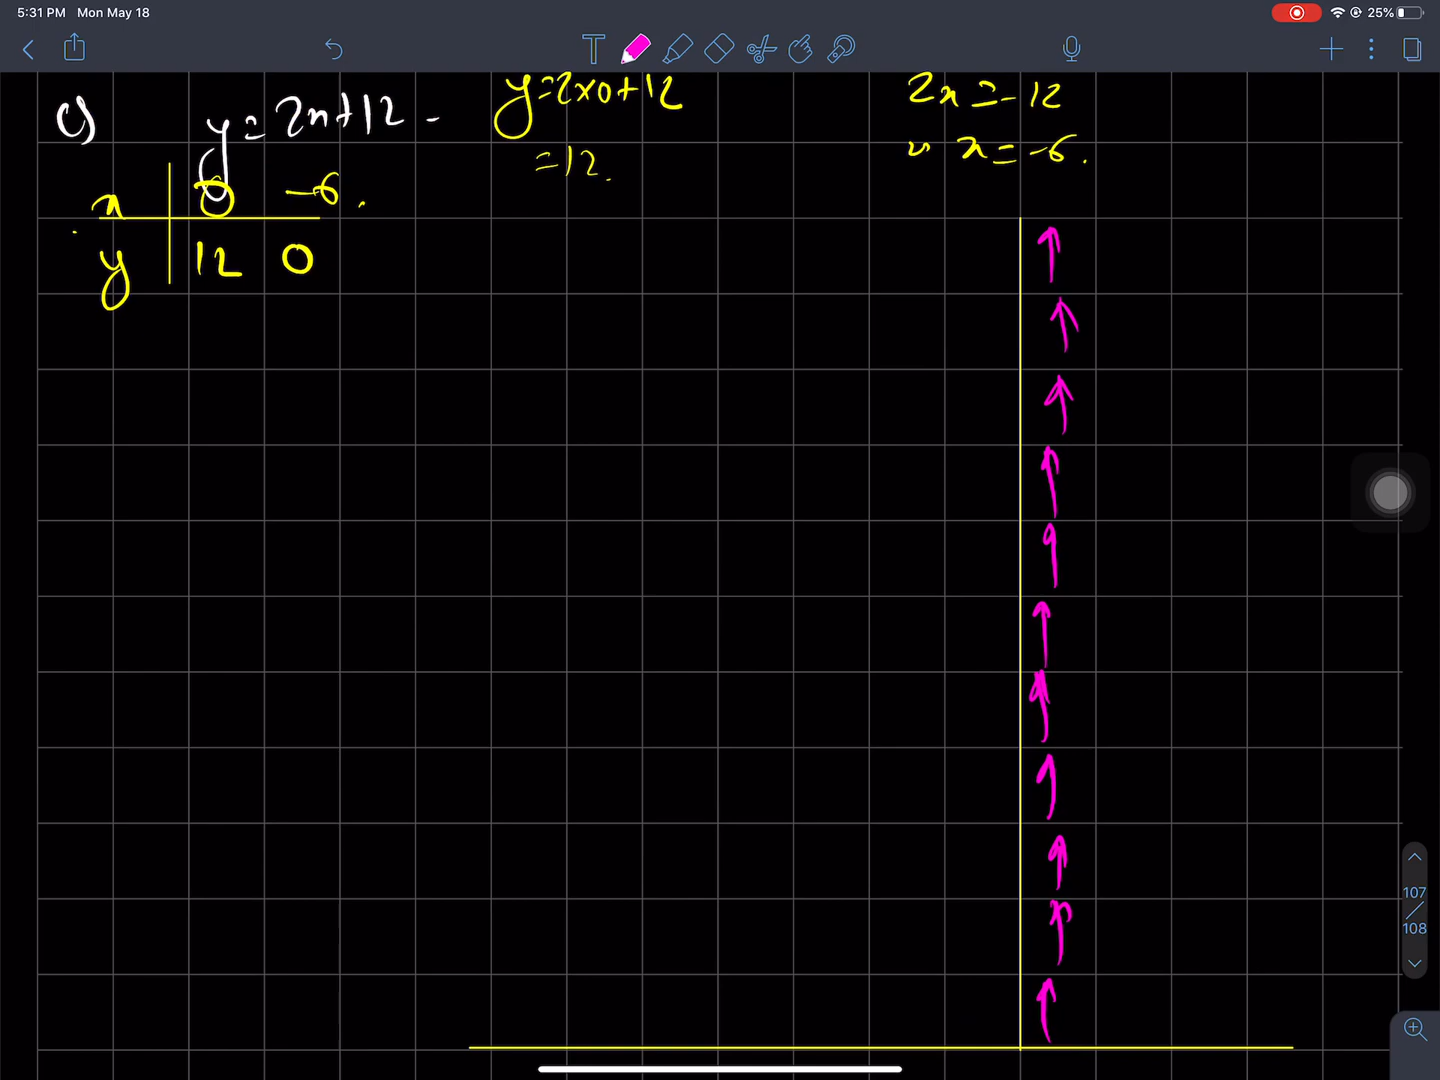 5:31 PM Mon May 18
25%
c) y = 2x+12
y=2×0+12
=12.
2x = -12
x = -6.
x 0 -6.
y 12 0
107
108